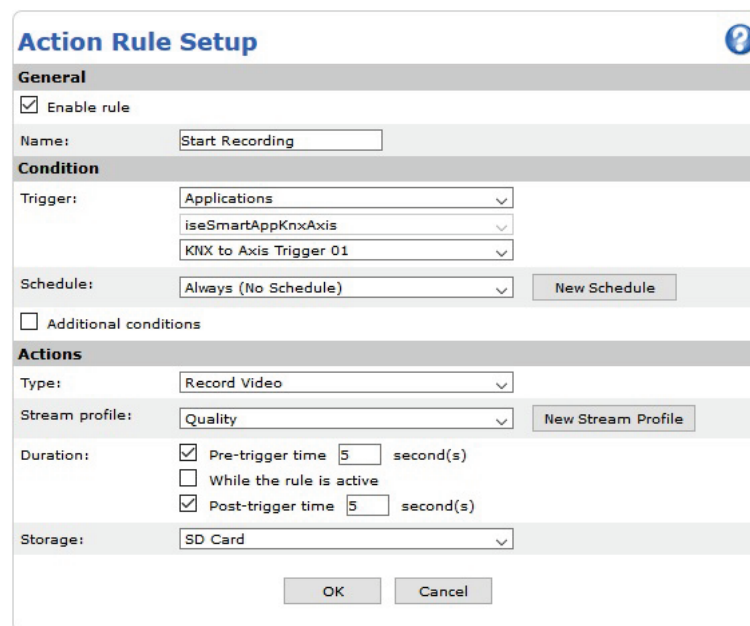 Action Rule Setup
?
General
Enable rule
Name: Start Recording
Condition
Trigger: Applications
iseSmartAppKnxAxis
KNX to Axis Trigger 01
Schedule: Always (No Schedule) New Schedule
Additional conditions
Actions
Type: Record Video
Stream profile: Quality New Stream Profile
Duration: Pre-trigger time 5 second(s)
While the rule is active
Post-trigger time 5 second(s)
Storage: SD Card
OK Cancel